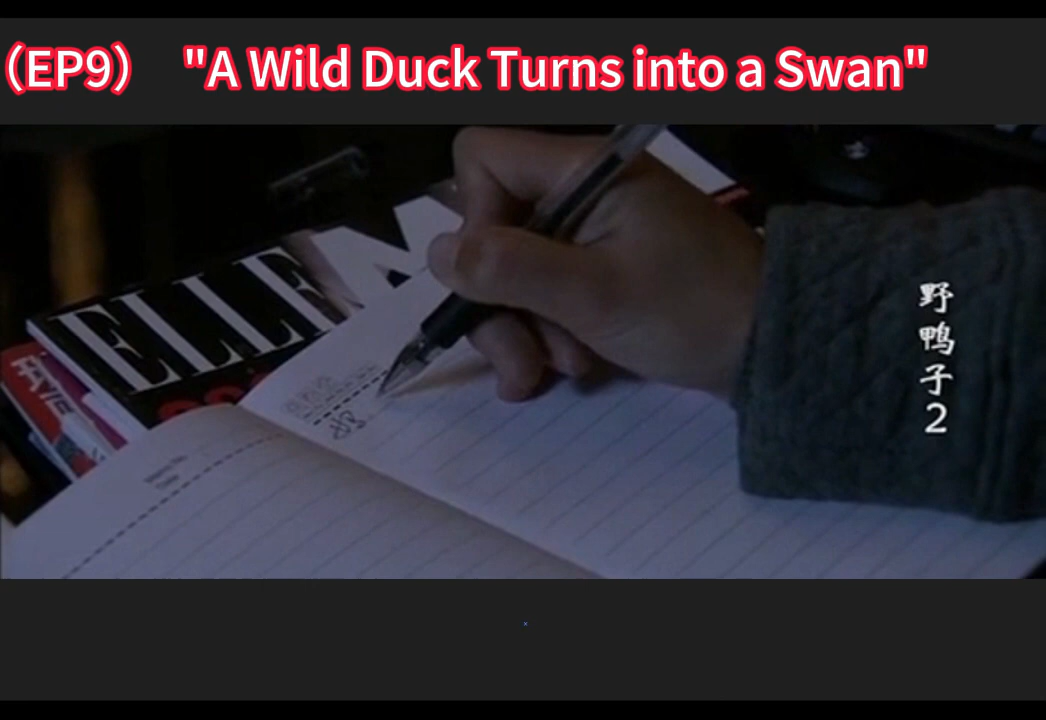 （EP9） "A Wild Duck Turns into a Swan"
ELLE
野鸭子2